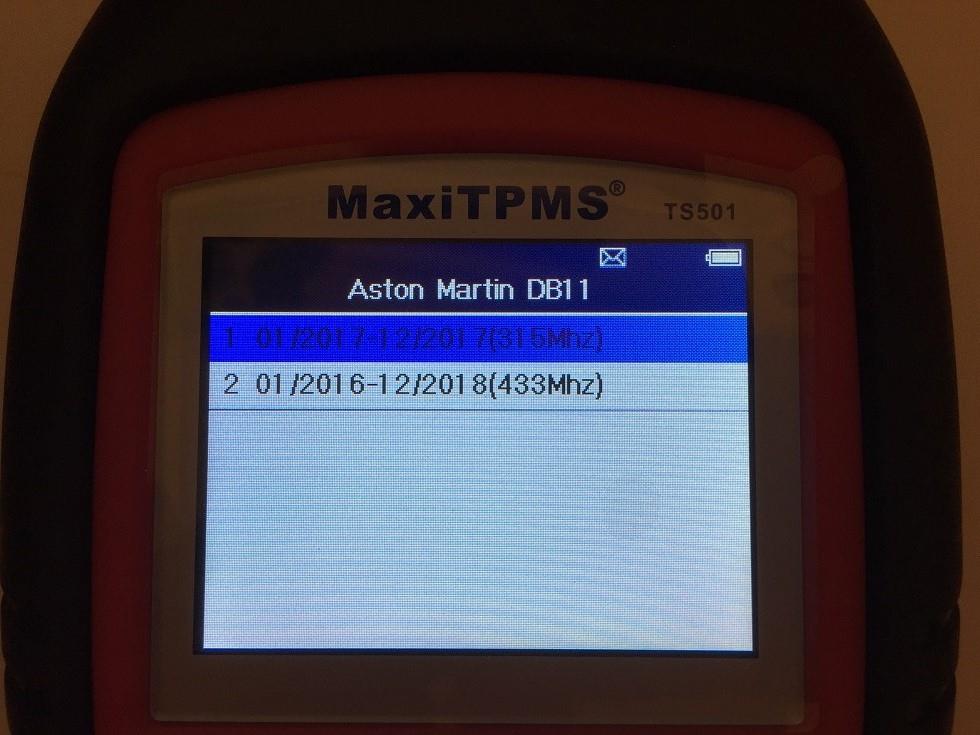 MaxiTPMS® TS501
Aston Martin DB11
1 01/2017-12/2017(315Mhz)
2 01/2016-12/2018(433Mhz)